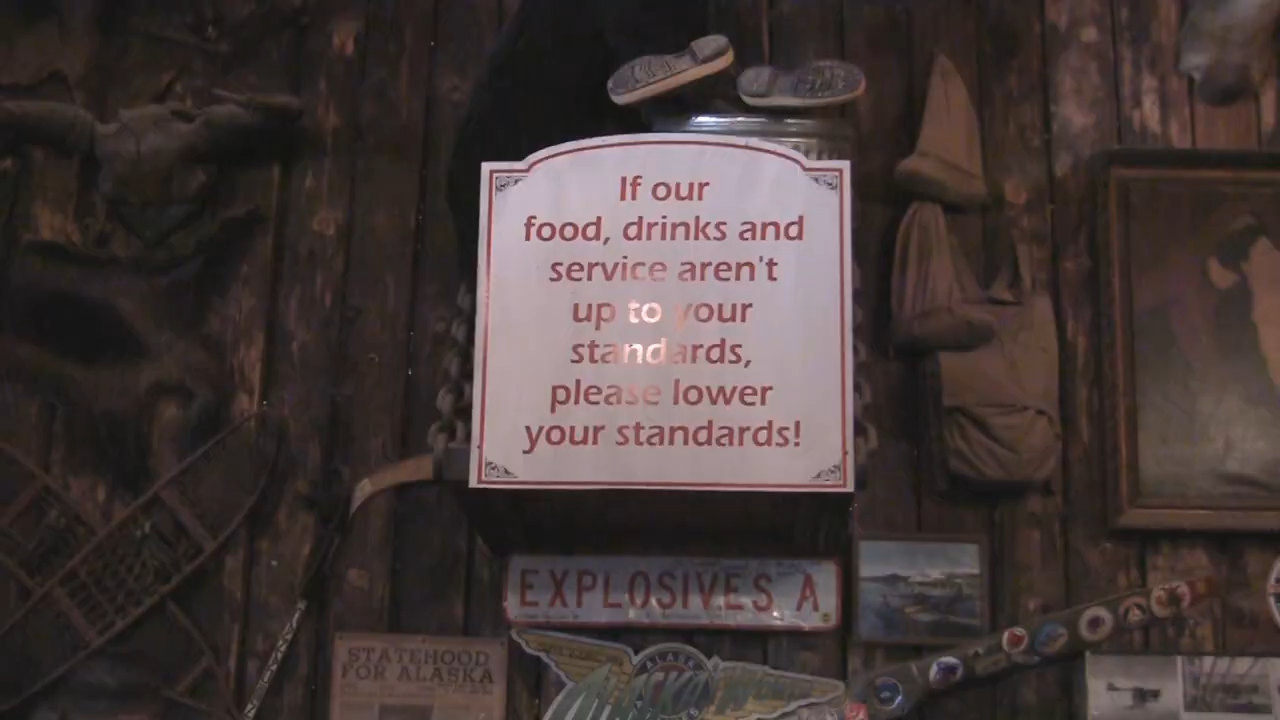 If our
food, drinks and
service aren't
up to your
standards,
please lower
your standards!
EXPLOSIVES A
STATEHOOD
FOR ALASKA
ALASKA